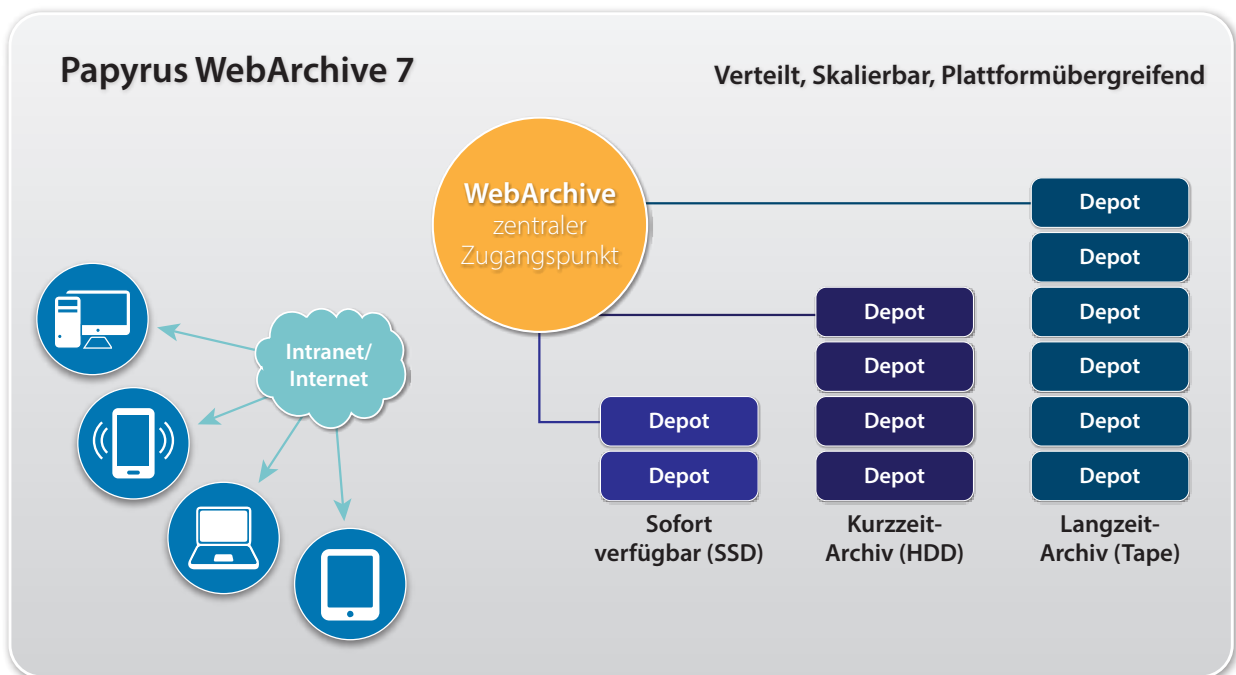 Papyrus WebArchive 7
Verteilt, Skalierbar, Plattformübergreifend
WebArchive
zentraler
Zugangspunkt
Intranet/
Internet
Depot
Depot
Sofort
verfügbar (SSD)
Depot
Depot
Depot
Depot
Kurzzeit-
Archiv (HDD)
Depot
Depot
Depot
Depot
Depot
Depot
Langzeit-
Archiv (Tape)